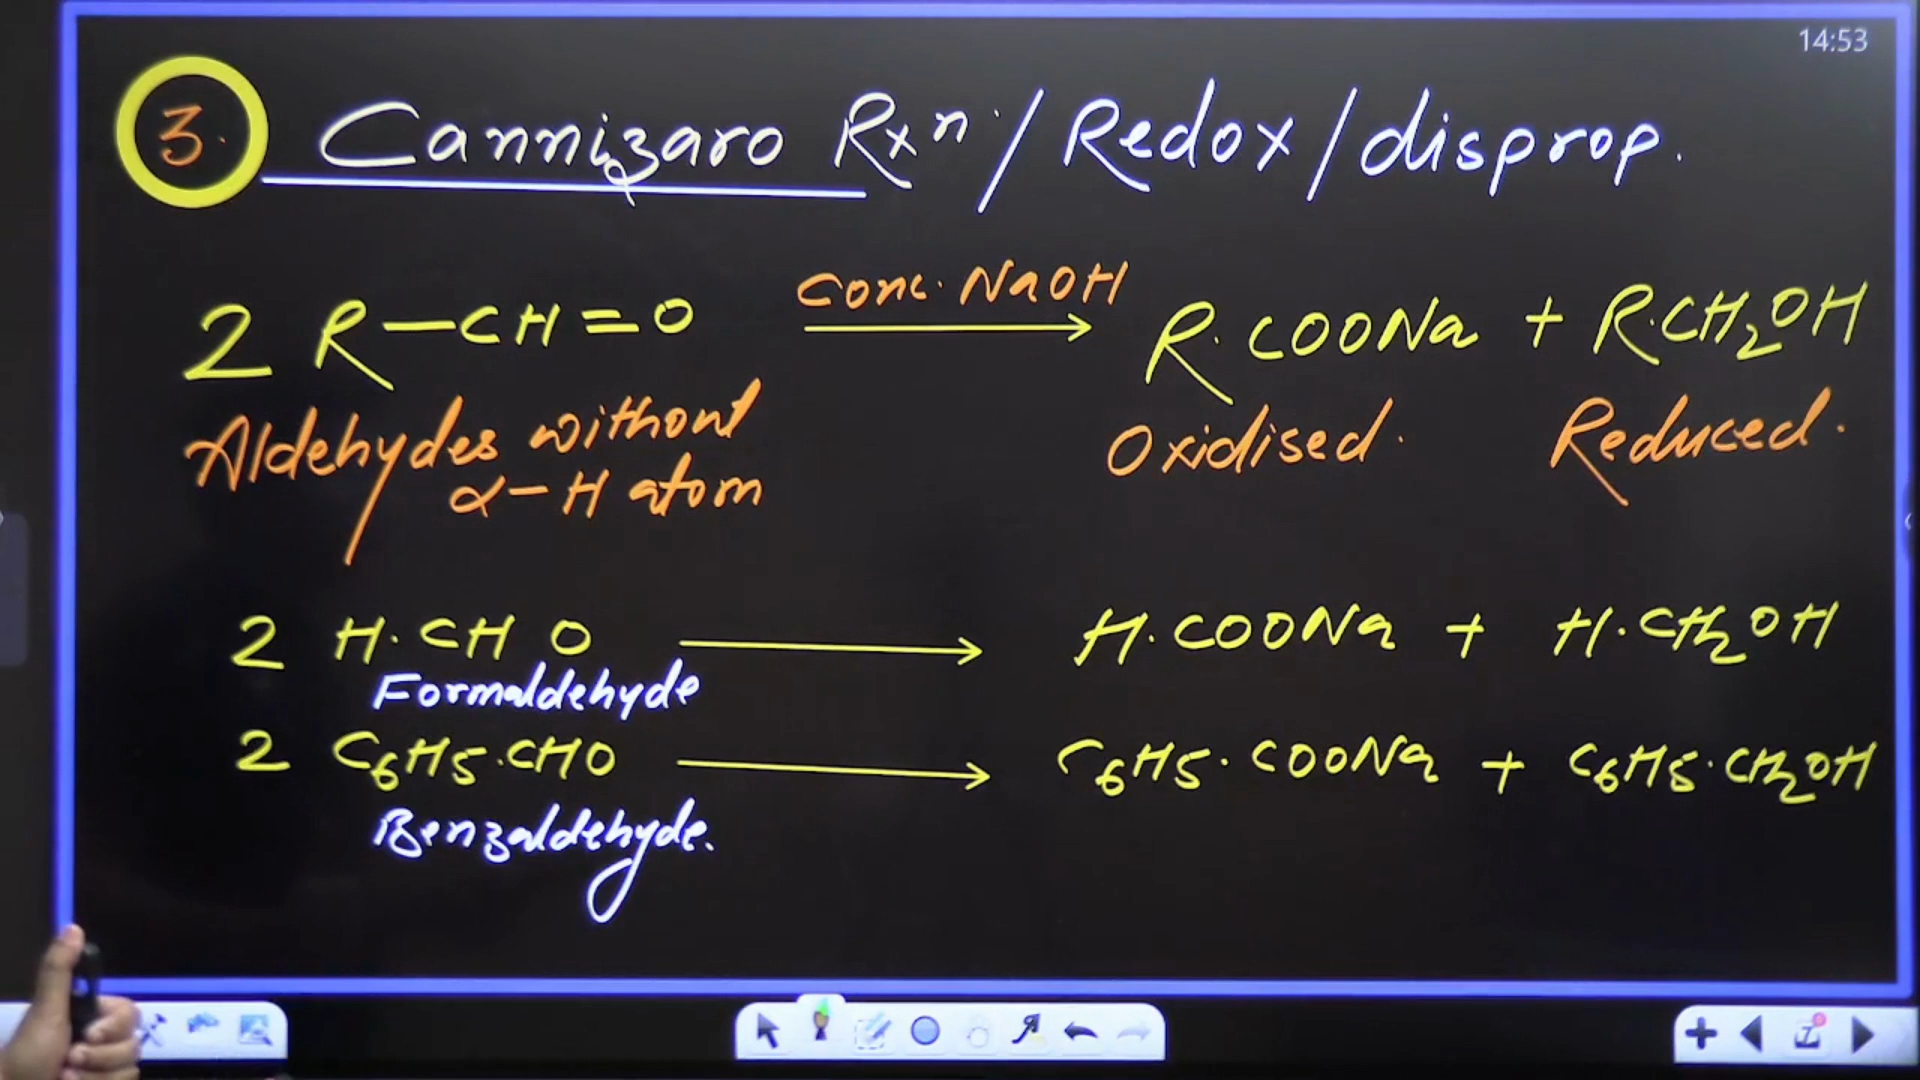 14:53
3. Cannizaro Rxn. / Redox / disprop.
2 R—CH=O Conc. NaOH R.COONa + R.CH2OH
Aldehydes without Oxidised. Reduced.
α-H atom
2 H.CHO H.COONa + H.CH2OH
Formaldehyde
2 C6H5.CHO C6H5.COONa + C6H5.CH2OH
Benzaldehyde.